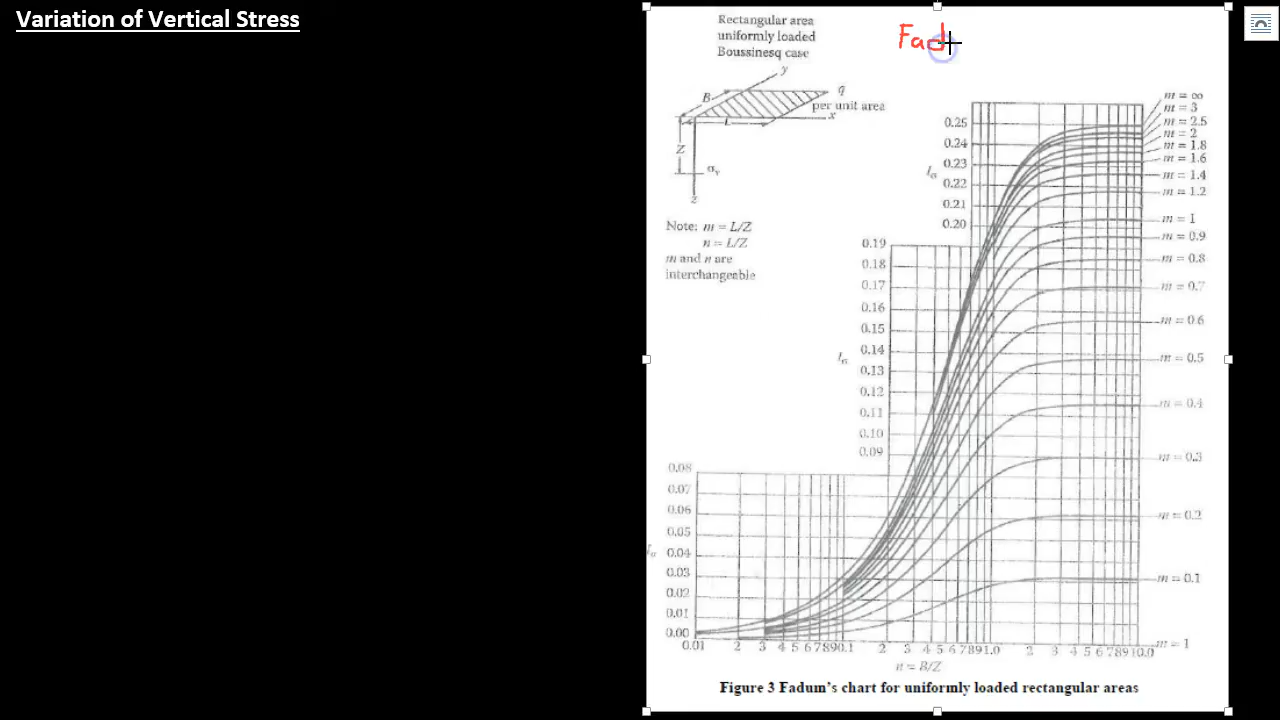 Variation of Vertical Stress
Rectangular area
uniformly loaded
Boussinesq case
Fad
y
B
q
per unit area
x
L
Z
σv
z
Note: m = L/Z
n = L/Z
m and n are
interchangeable
m = ∞
m = 3
m = 2.5
m = 2
m = 1.8
m = 1.6
m = 1.4
m = 1.2
m = 1
m = 0.9
m = 0.8
m = 0.7
m = 0.6
m = 0.5
m = 0.4
m = 0.3
m = 0.2
m = 0.1
m = 1
0.25
0.24
0.23
Iσ
0.22
0.21
0.20
0.19
0.18
0.17
0.16
0.15
0.14
Iσ
0.13
0.12
0.11
0.10
0.09
0.08
0.07
0.06
0.05
Iσ
0.04
0.03
0.02
0.01
0.00
0.01 2 3 4 5 6 7 8 9 0.1 2 3 4 5 6 7 8 9 1.0 2 3 4 5 6 7 8 9 10.0
n = B/Z
Figure 3 Fadum's chart for uniformly loaded rectangular areas